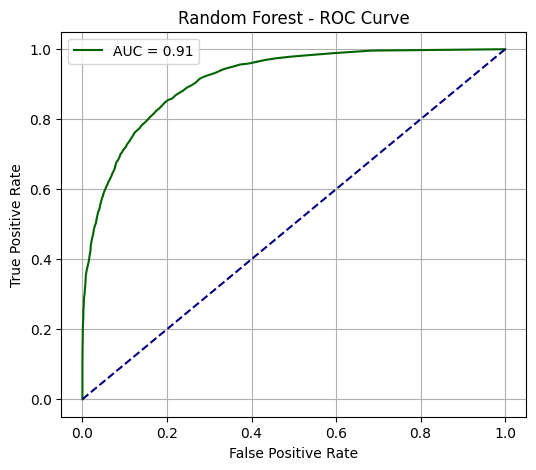 Random Forest - ROC Curve
AUC = 0.91
True Positive Rate
1.0
0.8
0.6
0.4
0.2
0.0
0.0 0.2 0.4 0.6 0.8 1.0
False Positive Rate